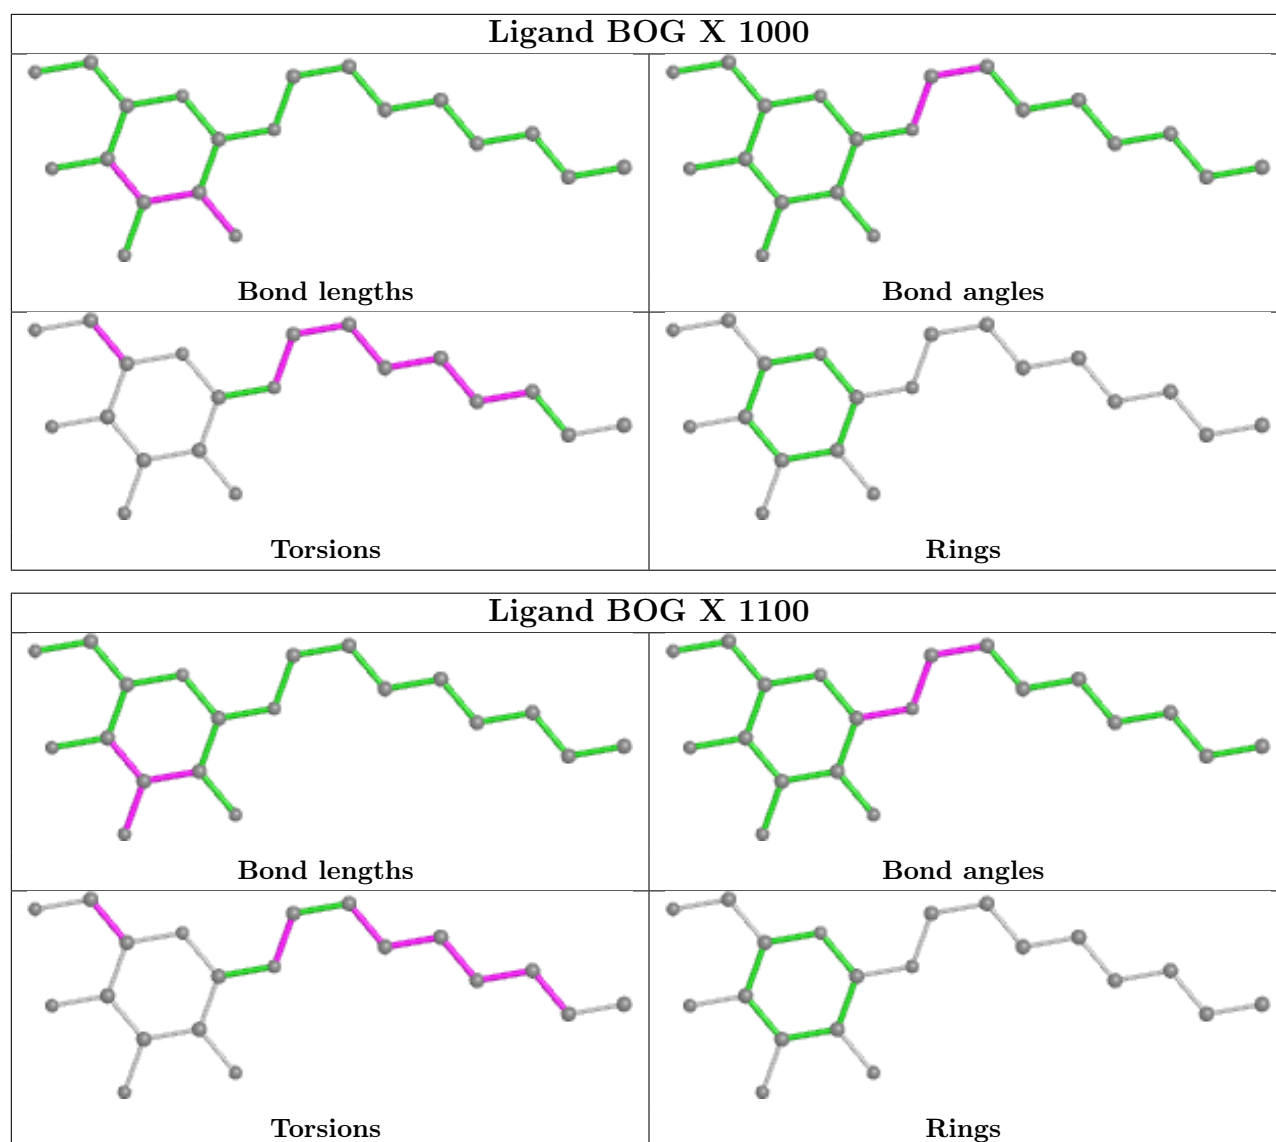 Ligand BOG X 1000
Bond lengths
Bond angles
Torsions
Rings
Ligand BOG X 1100
Bond lengths
Bond angles
Torsions
Rings